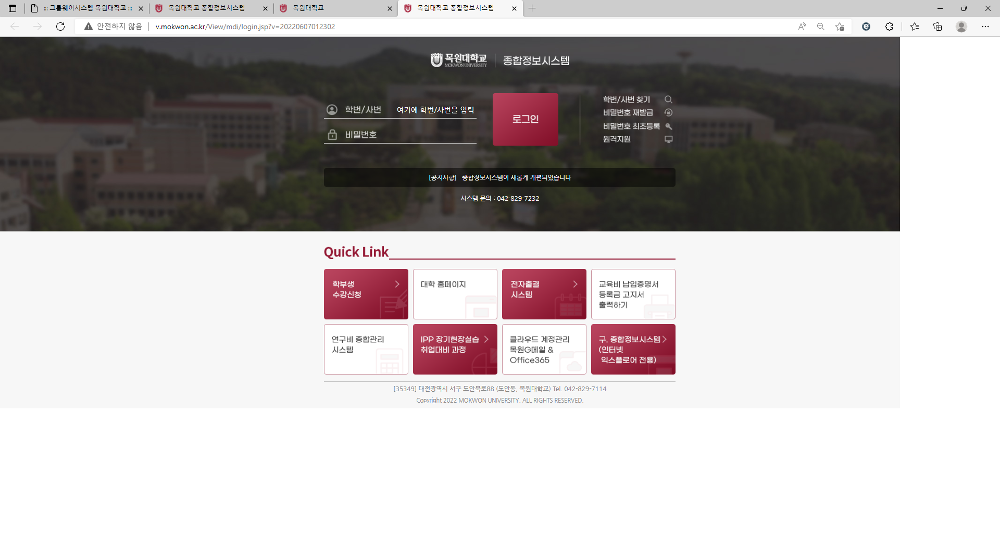 ::: 그룹웨어시스템 목원대학교 :::
목원대학교 종합정보시스템
목원대학교
목원대학교 종합정보시스템
안전하지 않음
v.mokwon.ac.kr/View/mdi/login.jsp?v=20220607012302
목원대학교
MOKWON UNIVERSITY
종합정보시스템
학번/사번
여기에 학번/사번을 입력
비밀번호
로그인
학번/사번 찾기
비밀번호 재발급
비밀번호 최초등록
원격지원
[공지사항] 종합정보시스템이 새롭게 개편되었습니다
시스템 문의 : 042-829-7232
Quick Link
학부생
수강신청
대학 홈페이지
전자출결
시스템
교육비 납입증명서
등록금 고지서
출력하기
연구비 종합관리
시스템
IPP 장기현장실습
취업대비 과정
클라우드 계정관리
목원G메일 &
Office365
구. 종합정보시스템
(인터넷
익스플로어 전용)
[35349] 대전광역시 서구 도안북로88 (도안동, 목원대학교) Tel. 042-829-7114
Copyright 2022 MOKWON UNIVERSITY. ALL RIGHTS RESERVED.